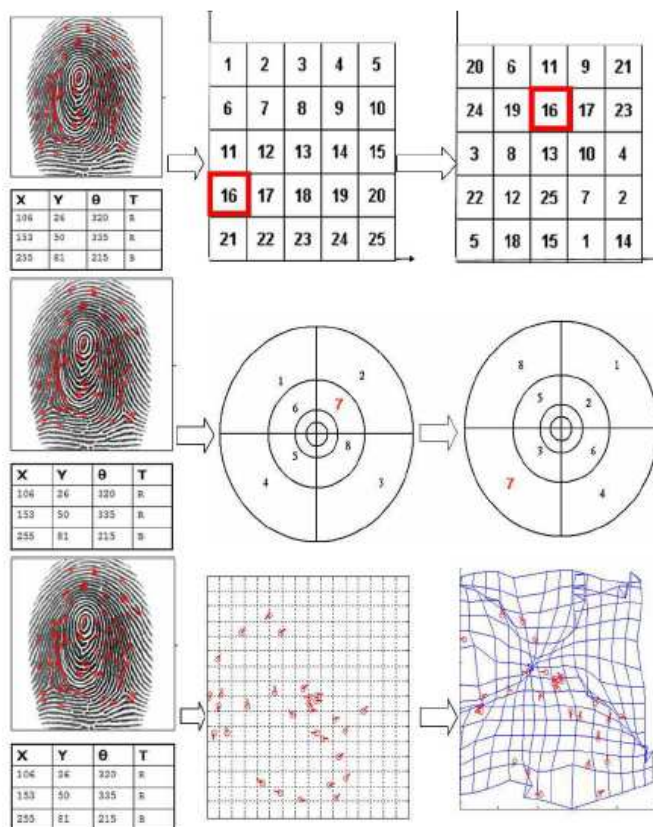 1 2 3 4 5
6 7 8 9 10
11 12 13 14 15
16 17 18 19 20
21 22 23 24 25
20 6 11 9 21
24 19 16 17 23
3 8 13 10 4
22 12 25 7 2
5 18 15 1 14
X Y θ T
106 26 320 R
153 50 335 R
255 81 215 B
1 2
6 7
5 8
4 3
8 1
5 2
3 6
7 4
X Y θ T
106 26 320 R
153 50 335 R
255 81 215 B
X Y θ T
106 26 320 R
153 50 335 R
255 81 215 B